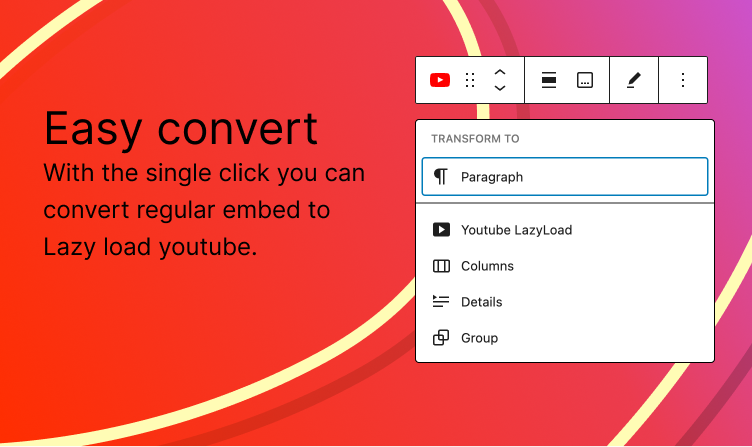 Easy convert
With the single click you can
convert regular embed to
Lazy load youtube.
TRANSFORM TO
Paragraph
Youtube LazyLoad
Columns
Details
Group